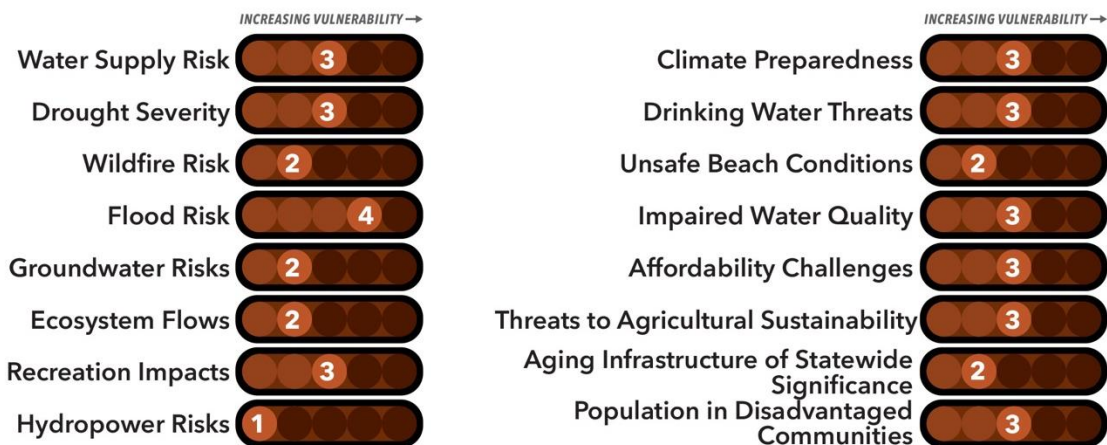 INCREASING VULNERABILITY →
Water Supply Risk 3
Drought Severity 3
Wildfire Risk 2
Flood Risk 4
Groundwater Risks 2
Ecosystem Flows 2
Recreation Impacts 3
Hydropower Risks 1
INCREASING VULNERABILITY →
Climate Preparedness 3
Drinking Water Threats 3
Unsafe Beach Conditions 2
Impaired Water Quality 3
Affordability Challenges 3
Threats to Agricultural Sustainability 3
Aging Infrastructure of Statewide
Significance 2
Population in Disadvantaged
Communities 3